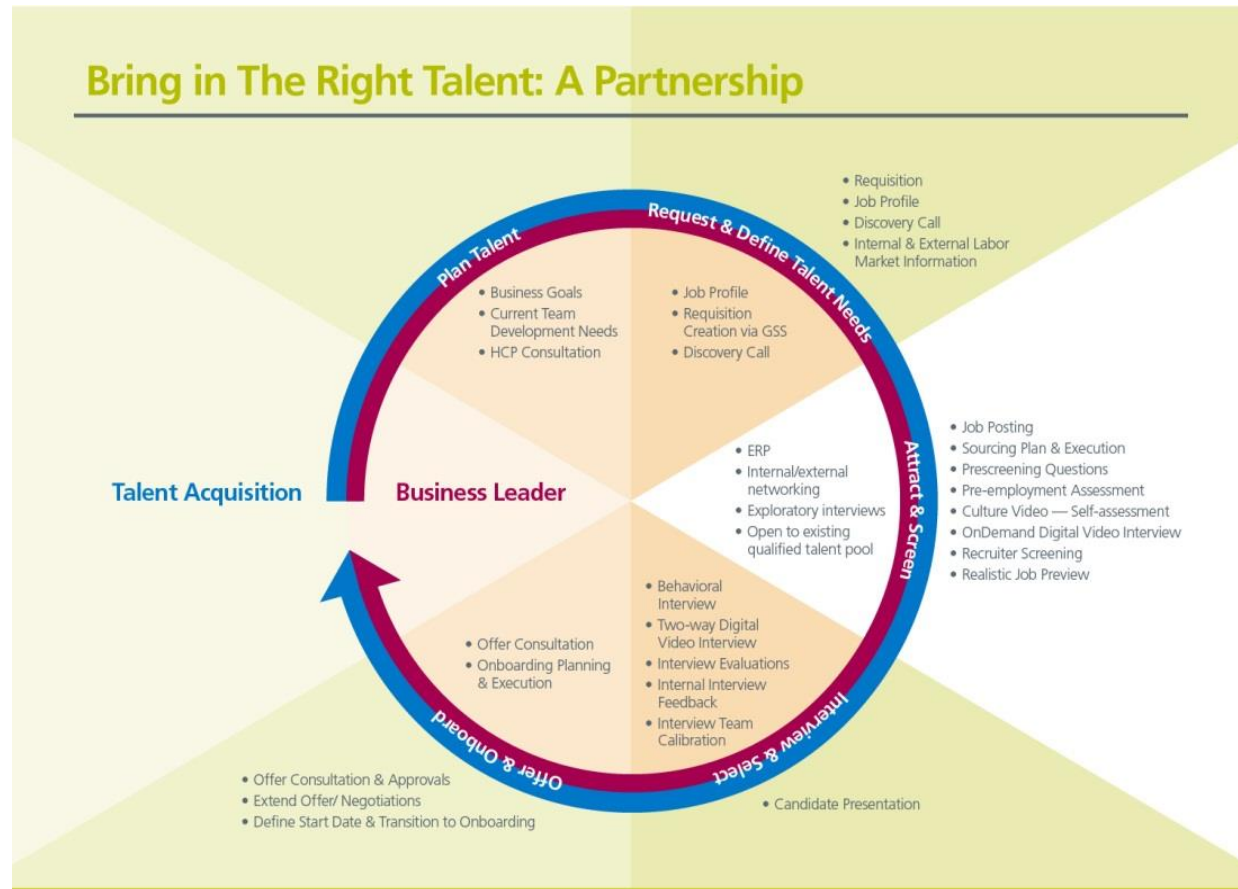 Bring in The Right Talent: A Partnership
Plan Talent
• Business Goals
• Current Team
Development Needs
• HCP Consultation
Request & Define Talent Needs
• Job Profile
• Requisition
Creation via GSS
• Discovery Call
• Requisition
• Job Profile
• Discovery Call
• Internal & External Labor
Market Information
Talent Acquisition
Business Leader
Attract & Screen
• ERP
• Internal/external
networking
• Exploratory interviews
• Open to existing
qualified talent pool
• Job Posting
• Sourcing Plan & Execution
• Prescreening Questions
• Pre-employment Assessment
• Culture Video — Self-assessment
• OnDemand Digital Video Interview
• Recruiter Screening
• Realistic Job Preview
Interview & Select
• Behavioral
Interview
• Two-way Digital
Video Interview
• Interview Evaluations
• Internal Interview
Feedback
• Interview Team
Calibration
• Candidate Presentation
Offer & Onboard
• Offer Consultation
• Onboarding Planning
& Execution
• Offer Consultation & Approvals
• Extend Offer/ Negotiations
• Define Start Date & Transition to Onboarding